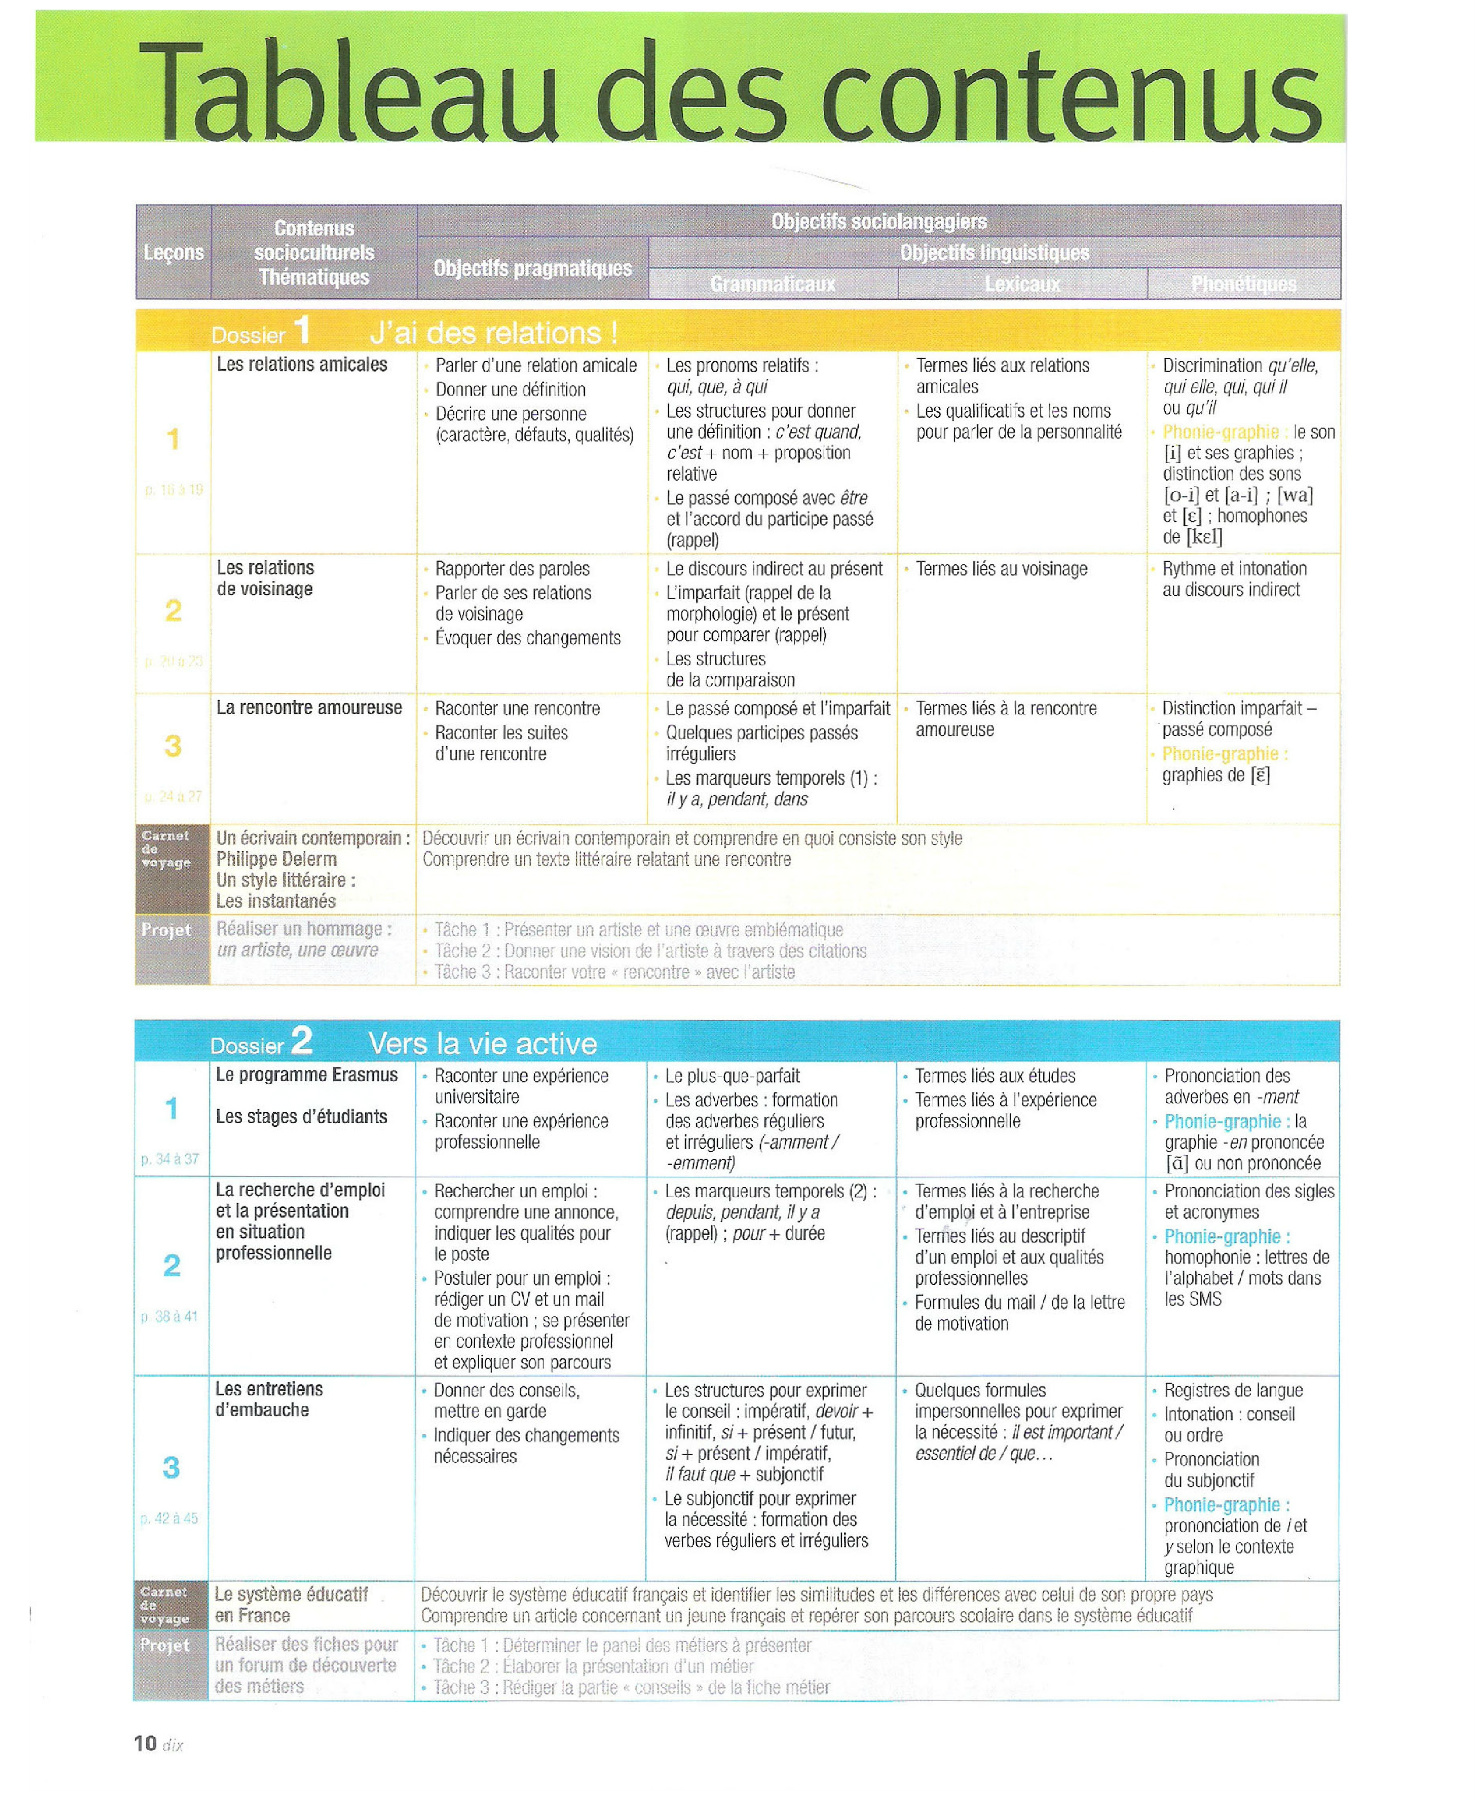 Tableau des contenus
Leçons
Contenus
socioculturels
Thématiques
Objectifs sociolangagiers
Objectifs pragmatiques
Objectifs linguistiques
Grammaticaux
Lexicaux
Phonétiques
Dossier 1 J'ai des relations !
1
p. 16 à 19
Les relations amicales
• Parler d'une relation amicale
• Donner une définition
• Décrire une personne
(caractère, défauts, qualités)
• Les pronoms relatifs :
qui, que, à qui
• Les structures pour donner
une définition : c'est quand,
c'est + nom + proposition
relative
• Le passé composé avec être
et l'accord du participe passé
(rappel)
• Termes liés aux relations
amicales
• Les qualificatifs et les noms
pour parler de la personnalité
• Discrimination qu'elle,
qui elle, qui, qui il
ou qu'il
• Phonie-graphie : le son
[i] et ses graphies ;
distinction des sons
[o-i] et [a-i] ; [wa]
et [ɛ] ; homophones
de [kɛl]
2
p. 20 à 23
Les relations
de voisinage
• Rapporter des paroles
• Parler de ses relations
de voisinage
• Évoquer des changements
• Le discours indirect au présent
• L'imparfait (rappel de la
morphologie) et le présent
pour comparer (rappel)
• Les structures
de la comparaison
• Termes liés au voisinage
• Rythme et intonation
au discours indirect
3
p. 24 à 27
La rencontre amoureuse
• Raconter une rencontre
• Raconter les suites
d'une rencontre
• Le passé composé et l'imparfait
• Quelques participes passés
irréguliers
• Les marqueurs temporels (1) :
il y a, pendant, dans
• Termes liés à la rencontre
amoureuse
• Distinction imparfait –
passé composé
• Phonie-graphie :
graphies de [ɛ̃]
Carnet
de
voyage
Un écrivain contemporain :
Philippe Delerm
Un style littéraire :
Les instantanés
Découvrir un écrivain contemporain et comprendre en quoi consiste son style
Comprendre un texte littéraire relatant une rencontre
Projet
Réaliser un hommage :
un artiste, une œuvre
• Tâche 1 : Présenter un artiste et une œuvre emblématique
• Tâche 2 : Donner une vision de l'artiste à travers des citations
• Tâche 3 : Raconter votre « rencontre » avec l'artiste
Dossier 2 Vers la vie active
1
p. 34 à 37
Le programme Erasmus
Les stages d'étudiants
• Raconter une expérience
universitaire
• Raconter une expérience
professionnelle
• Le plus-que-parfait
• Les adverbes : formation
des adverbes réguliers
et irréguliers (-amment /
-emment)
• Termes liés aux études
• Termes liés à l'expérience
professionnelle
• Prononciation des
adverbes en -ment
• Phonie-graphie : la
graphie -en prononcée
[ɑ̃] ou non prononcée
2
p. 38 à 41
La recherche d'emploi
et la présentation
en situation
professionnelle
• Rechercher un emploi :
comprendre une annonce,
indiquer les qualités pour
le poste
• Postuler pour un emploi :
rédiger un CV et un mail
de motivation ; se présenter
en contexte professionnel
et expliquer son parcours
• Les marqueurs temporels (2) :
depuis, pendant, il y a
(rappel) ; pour + durée
• Termes liés à la recherche
d'emploi et à l'entreprise
• Termes liés au descriptif
d'un emploi et aux qualités
professionnelles
• Formules du mail / de la lettre
de motivation
• Prononciation des sigles
et acronymes
• Phonie-graphie :
homophonie : lettres de
l'alphabet / mots dans
les SMS
3
p. 42 à 45
Les entretiens
d'embauche
• Donner des conseils,
mettre en garde
• Indiquer des changements
nécessaires
• Les structures pour exprimer
le conseil : impératif, devoir +
infinitif, si + présent / futur,
si + présent / impératif,
il faut que + subjonctif
• Le subjonctif pour exprimer
la nécessité : formation des
verbes réguliers et irréguliers
• Quelques formules
impersonnelles pour exprimer
la nécessité : il est important /
essentiel de / que...
• Registres de langue
• Intonation : conseil
ou ordre
• Prononciation
du subjonctif
• Phonie-graphie :
prononciation de i et
y selon le contexte
graphique
Carnet
de
voyage
Le système éducatif
en France
Découvrir le système éducatif français et identifier les similitudes et les différences avec celui de son propre pays
Comprendre un article concernant un jeune français et repérer son parcours scolaire dans le système éducatif
Projet
Réaliser des fiches pour
un forum de découverte
des métiers
• Tâche 1 : Déterminer le panel des métiers à présenter
• Tâche 2 : Élaborer la présentation d'un métier
• Tâche 3 : Rédiger la partie « conseils » de la fiche métier
10 dix